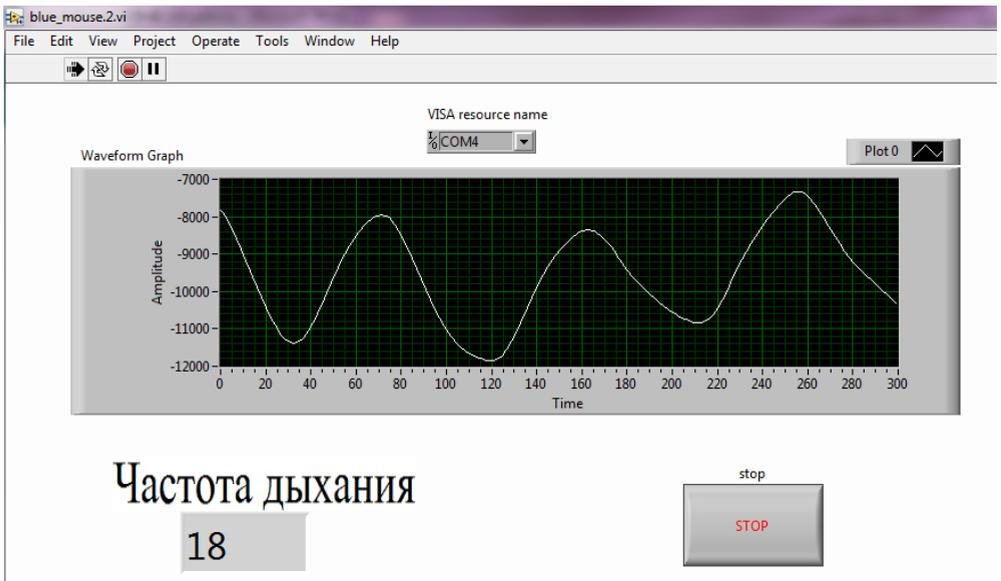 blue_mouse.2.vi
File Edit View Project Operate Tools Window Help
VISA resource name
I/O COM4
Waveform Graph
Plot 0
Amplitude
-7000
-8000
-9000
-10000
-11000
-12000
0 20 40 60 80 100 120 140 160 180 200 220 240 260 280 300
Time
Частота дыхания
18
stop
STOP